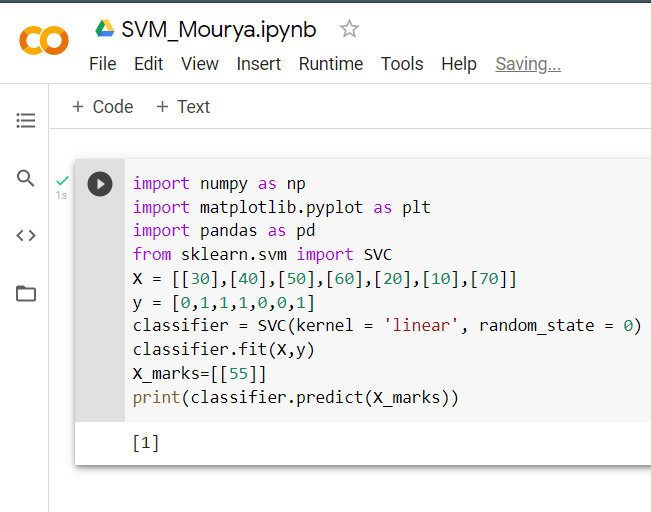 SVM_Mourya.ipynb
File Edit View Insert Runtime Tools Help Saving...
+ Code + Text
1s
import numpy as np
import matplotlib.pyplot as plt
import pandas as pd
from sklearn.svm import SVC
X = [[30],[40],[50],[60],[20],[10],[70]]
y = [0,1,1,1,0,0,1]
classifier = SVC(kernel = 'linear', random_state = 0)
classifier.fit(X,y)
X_marks=[[55]]
print(classifier.predict(X_marks))
[1]